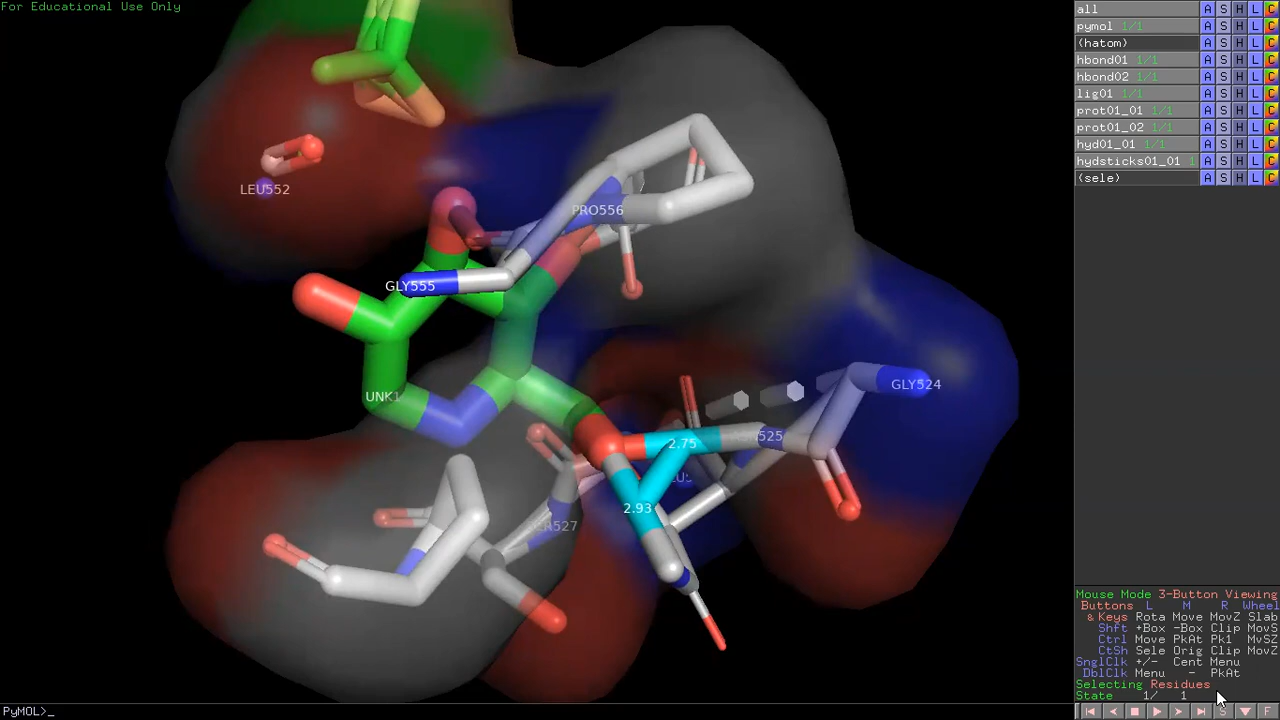 For Educational Use Only
all A S H L C
pymol 1/1 A S H L C
(hatom) A S H L C
hbond01 1/1 A S H L C
hbond02 1/1 A S H L C
lig01 1/1 A S H L C
prot01_01 1/1 A S H L C
prot01_02 1/1 A S H L C
hyd01_01 1/1 A S H L C
hydsticks01_01 1 A S H L C
(sele) A S H L C
LEU552
PRO556
GLY555
GLY524
UNK1
2.75
2.93
Mouse Mode 3-Button Viewing
Buttons L M R Wheel
& Keys Rota Move MovZ Slab
Shft +Box -Box Clip MovS
Ctrl Move PkAt Pk1 MvSZ
CtSh Sele Orig Clip MovZ
SnglClk +/- Cent Menu
DblClk Menu PkAt
Selecting Residues
State 1/ 1
S F
PyMOL>_